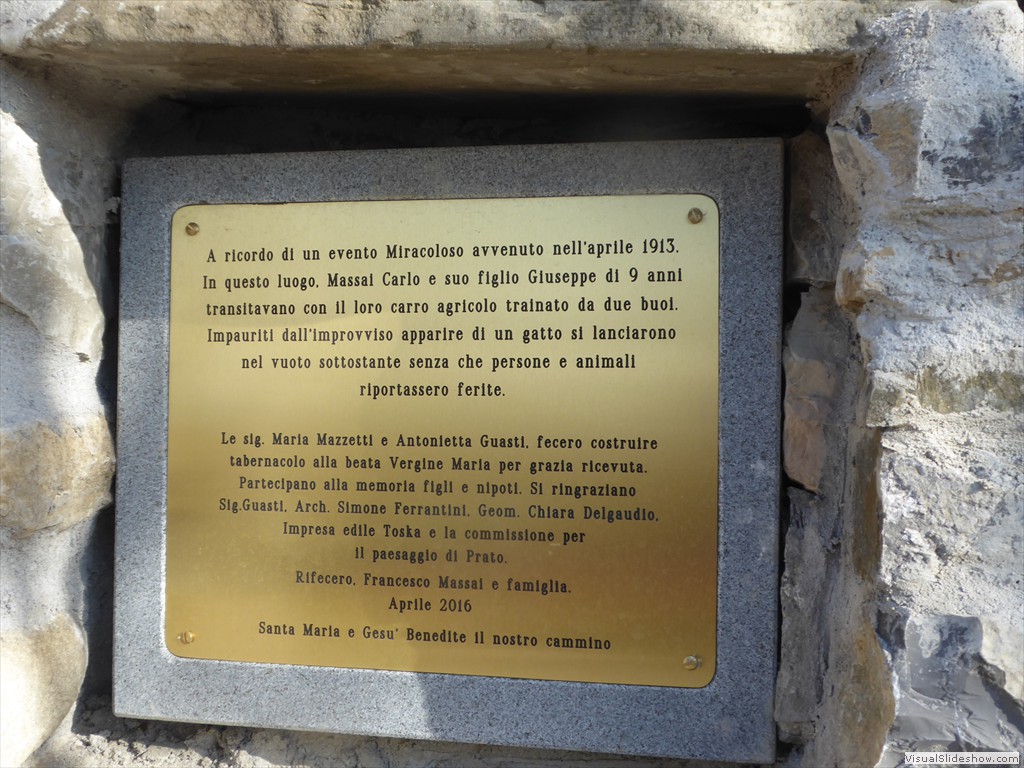 A ricordo di un evento Miracoloso avvenuto nell'aprile 1913.
In questo luogo, Massai Carlo e suo figlio Giuseppe di 9 anni
transitavano con il loro carro agricolo trainato da due buoi.
Impauriti dall'improvviso apparire di un gatto si lanciarono
nel vuoto sottostante senza che persone e animali
riportassero ferite.
Le sig. Maria Mazzetti e Antonietta Guasti, fecero costruire
tabernacolo alla beata Vergine Maria per grazia ricevuta.
Partecipano alla memoria figli e nipoti. Si ringraziano
Sig.Guasti, Arch. Simone Ferrantini, Geom. Chiara Delgaudio,
Impresa edile Toska e la commissione per
il paesaggio di Prato.
Rifecero, Francesco Massai e famiglia.
Aprile 2016
Santa Maria e Gesu' Benedite il nostro cammino
VisualSlideshow.com